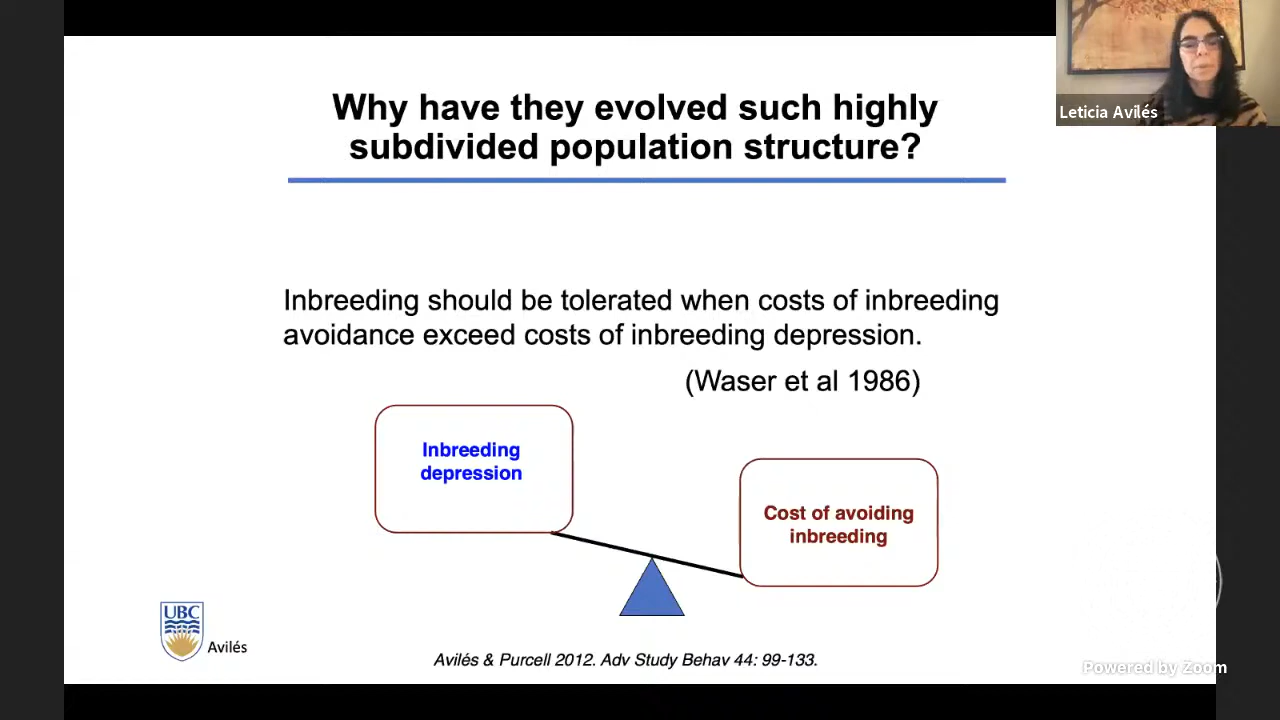 Leticia Avilés
Why have they evolved such highly
subdivided population structure?
Inbreeding should be tolerated when costs of inbreeding
avoidance exceed costs of inbreeding depression.
(Waser et al 1986)
Inbreeding
depression
Cost of avoiding
inbreeding
UBC
Avilés
Avilés & Purcell 2012. Adv Study Behav 44: 99-133.
Powered by Zoom